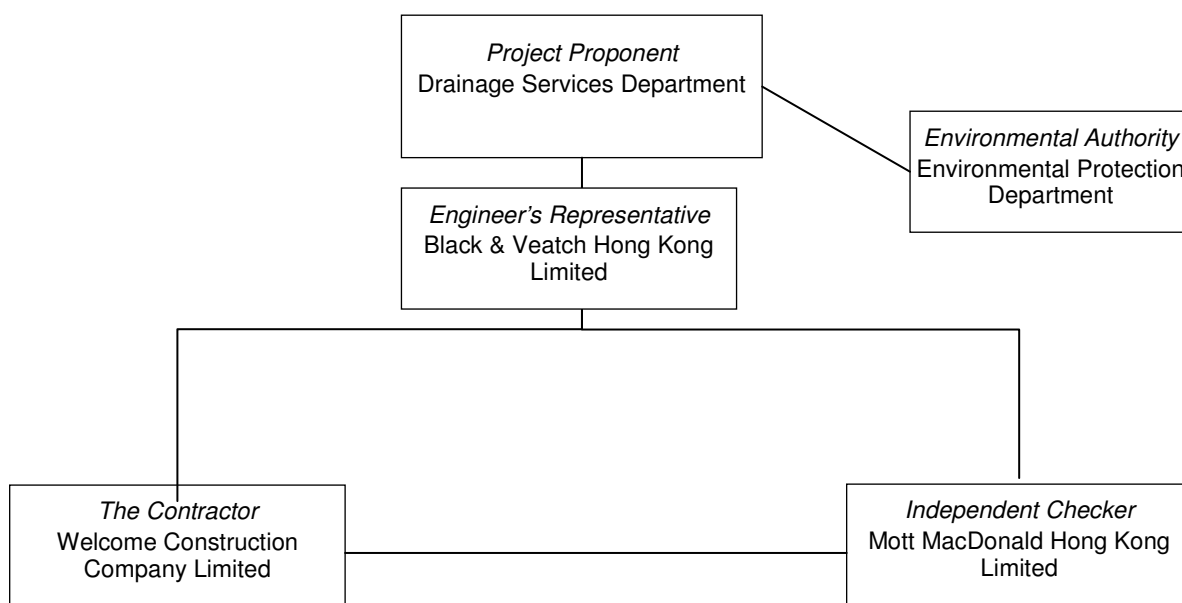 Project Proponent
Drainage Services Department
Environmental Authority
Environmental Protection
Department
Engineer's Representative
Black & Veatch Hong Kong
Limited
The Contractor
Welcome Construction
Company Limited
Independent Checker
Mott MacDonald Hong Kong
Limited